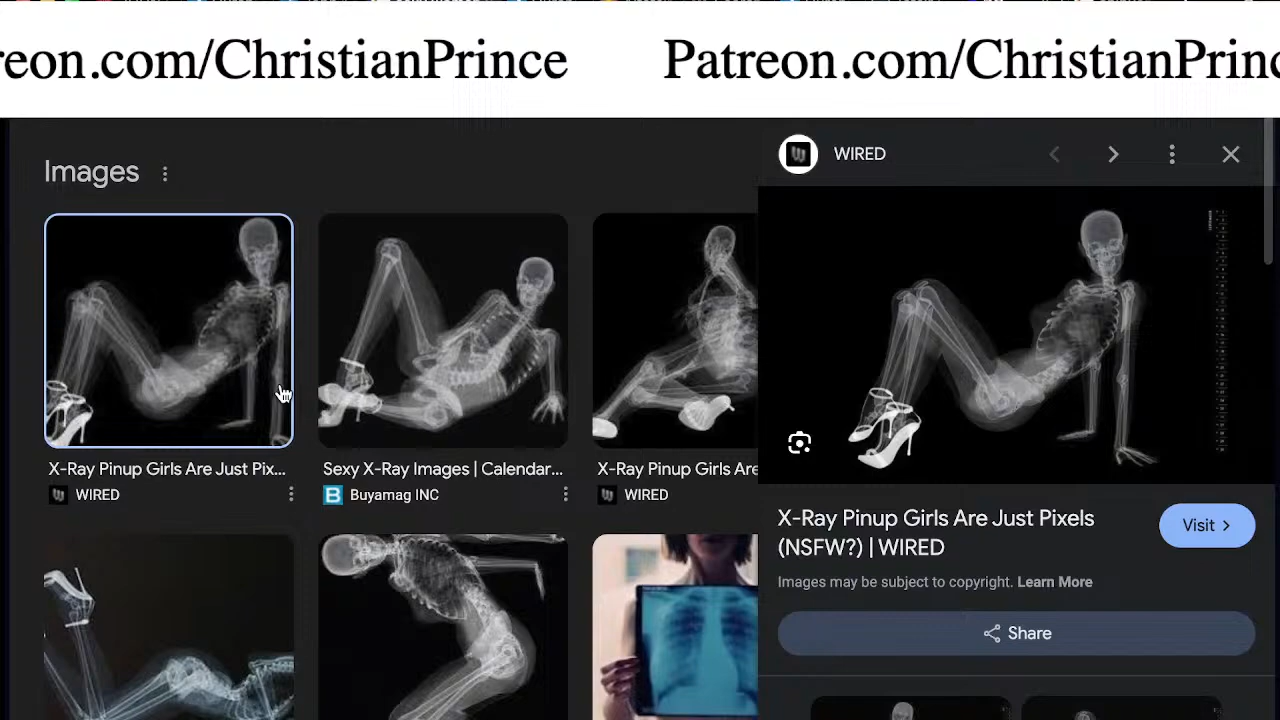 reon.com/ChristianPrince Patreon.com/ChristianPrinc
Images
WIRED
X-Ray Pinup Girls Are Just Pix...
WIRED
Sexy X-Ray Images | Calendar...
Buyamag INC
X-Ray Pinup Girls Are
WIRED
X-Ray Pinup Girls Are Just Pixels
(NSFW?) | WIRED
Visit
Images may be subject to copyright. Learn More
Share